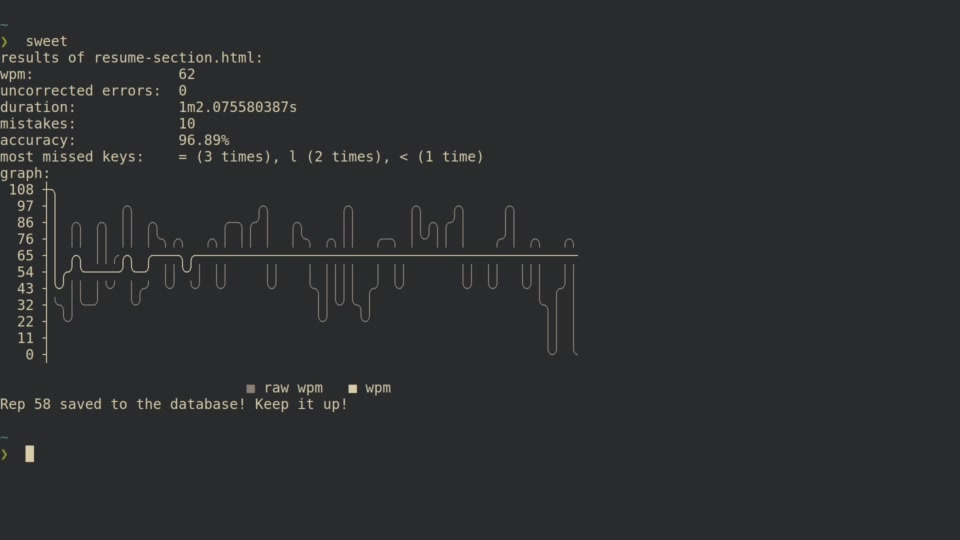 ~
❯ sweet
results of resume-section.html:
wpm: 62
uncorrected errors: 0
duration: 1m2.075580387s
mistakes: 10
accuracy: 96.89%
most missed keys: = (3 times), l (2 times), < (1 time)
graph:
108
97
86
76
65
54
43
32
22
11
0
■ raw wpm ■ wpm
Rep 58 saved to the database! Keep it up!
~
❯